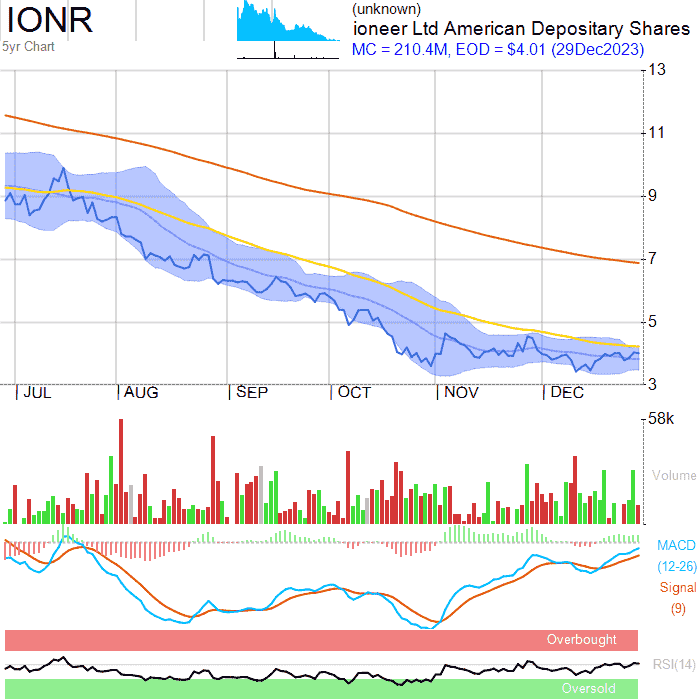 IONR
5yr Chart
(unknown)
ioneer Ltd American Depositary Shares
MC = 210.4M, EOD = $4.01 (29Dec2023)
13
11
9
7
5
3
JUL AUG SEP OCT NOV DEC
58k
Volume
MACD
(12-26)
Signal
(9)
Overbought
RSI(14)
Oversold